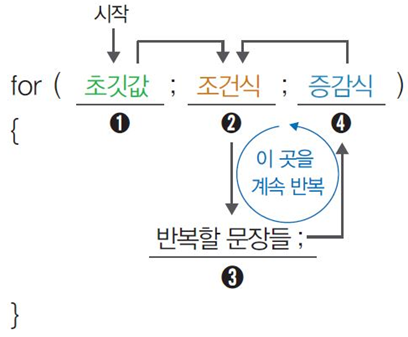 시작
for ( 초깃값 ; 조건식 ; 증감식 )
❶ ❷ ❹
{
이 곳을
계속 반복
반복할 문장들 ;
❸
}